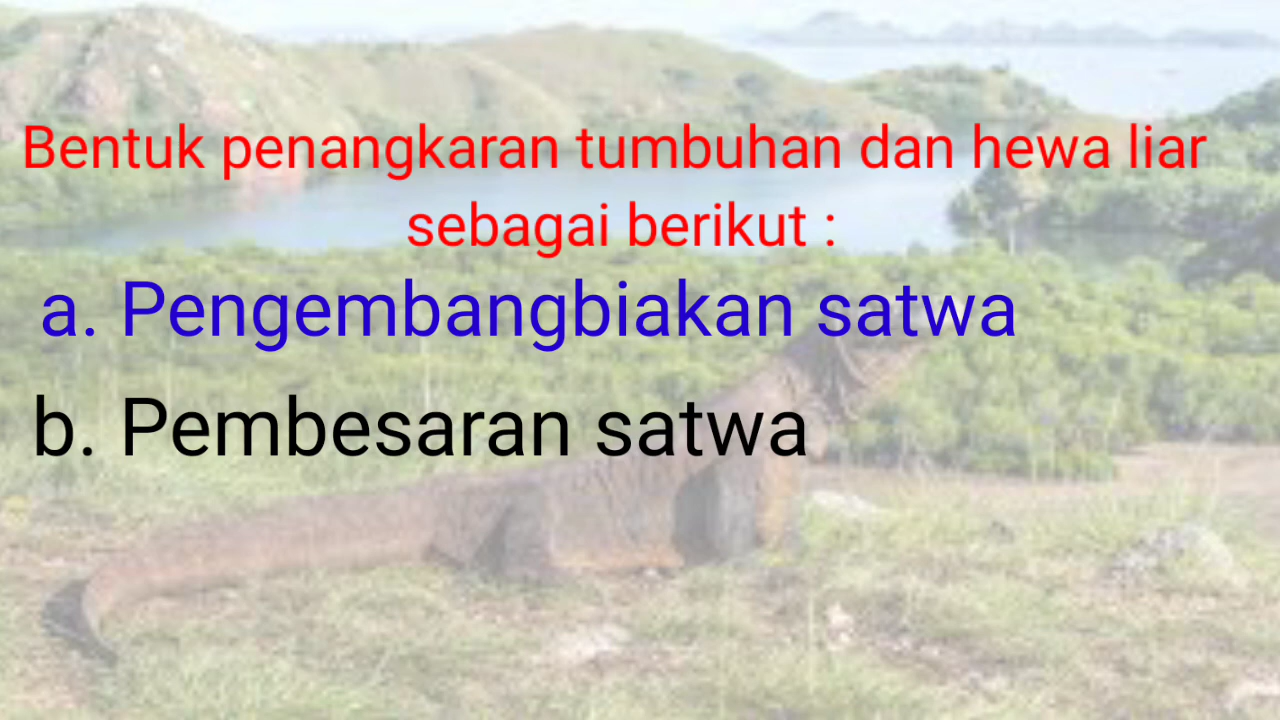 Bentuk penangkaran tumbuhan dan hewa liar
sebagai berikut :
a. Pengembangbiakan satwa
b. Pembesaran satwa